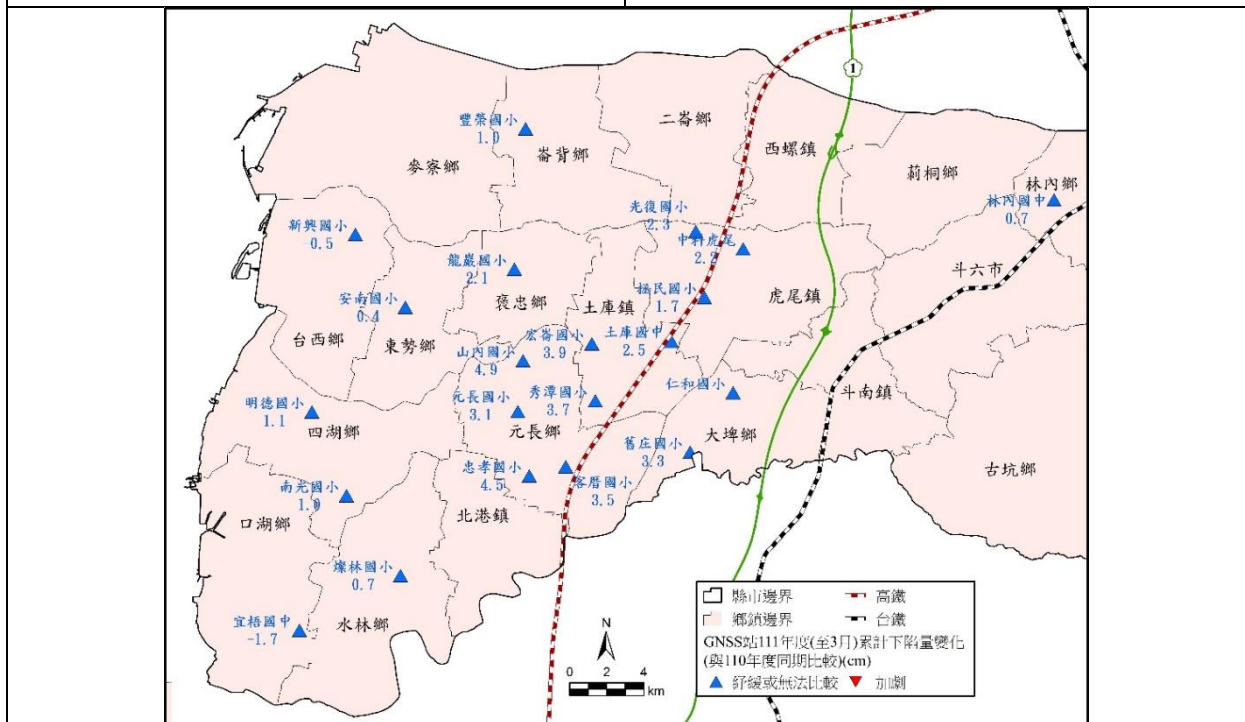 1
二崙鄉
豐榮國小
1.0
崙背鄉
西螺鎮
麥寮鄉
莿桐鄉
林內鄉
林內國中
0.7
光復國小
2.3
新興國小
-0.5
中科虎尾
2.2
龍巖國小
2.1
斗六市
褒忠鄉
土庫鎮
拯民國小
1.7
虎尾鎮
安南國小
0.4
台西鄉
東勢鄉
宏崙國小
3.9
土庫國中
2.5
山內國小
4.9
仁和國小
斗南鎮
元長國小
3.1
秀潭國小
3.7
明德國小
1.1
四湖鄉
元長鄉
大埤鄉
舊庄國小
3.3
古坑鄉
忠孝國小
4.5
客厝國小
3.5
南光國小
1.0
口湖鄉
北港鎮
燦林國小
0.7
宜梧國中
-1.7
水林鄉
N
0 2 4
km
縣市邊界
高鐵
鄉鎮邊界
台鐵
GNSS站111年度(至3月)累計下陷量變化
(與110年度同期比較)(cm)
紓緩或無法比較
加劇